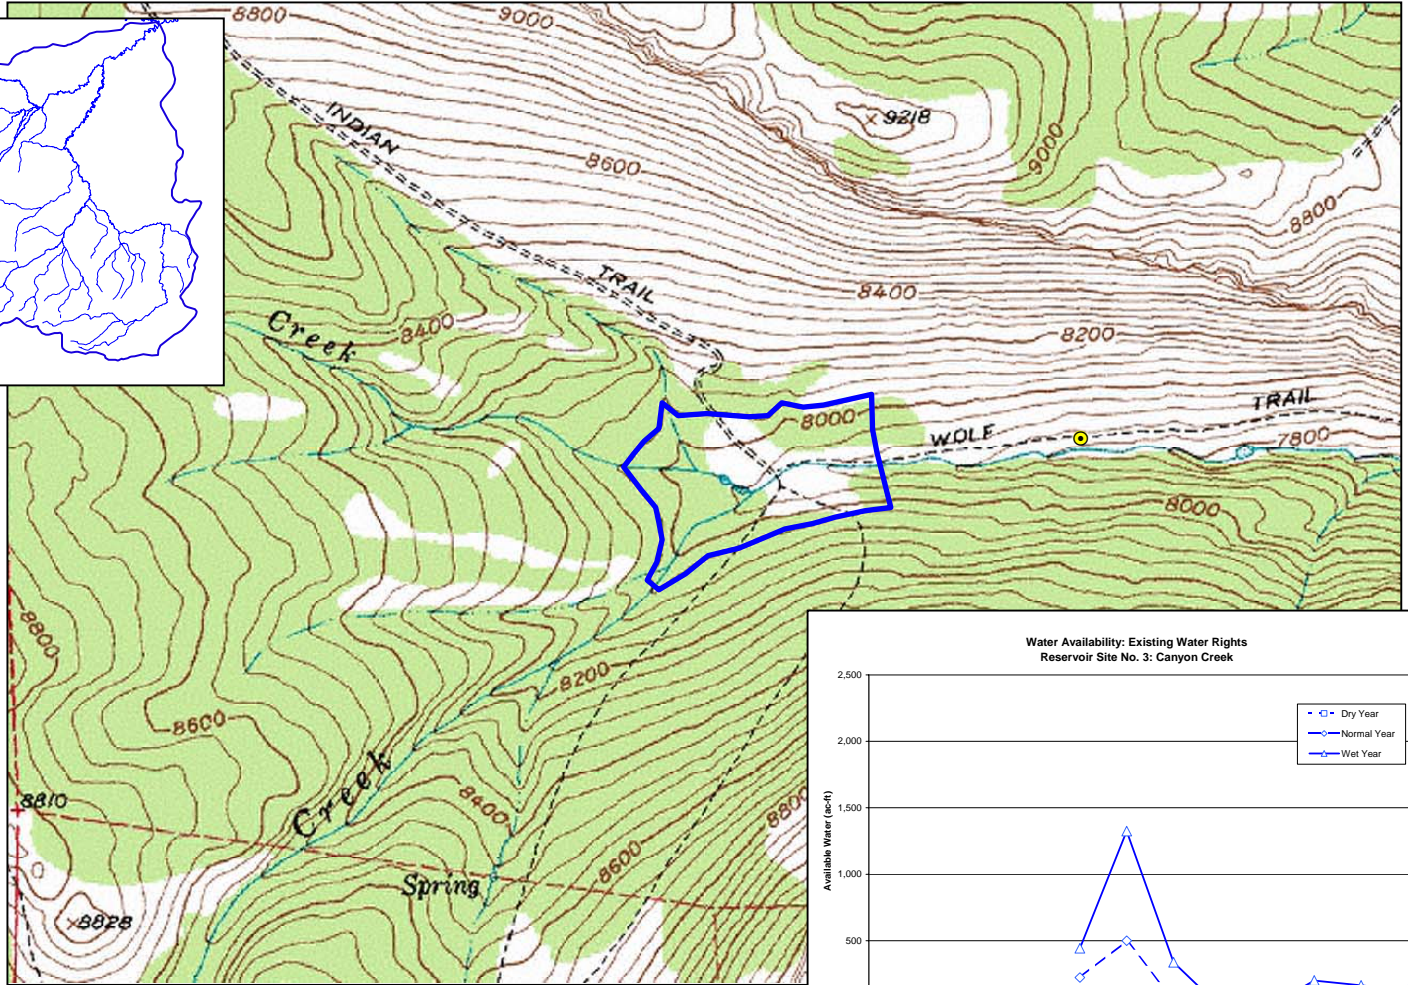 8800
9000
INDIAN
9218
9000
8600
8800
TRAIL
8400
Creek
8400
8200
TRAIL
8000
WOLF
7800
8000
8800
8200
8600
Creek
8400
8810
8800
8600
Spring
8828
Water Availability: Existing Water Rights
Reservoir Site No. 3: Canyon Creek
2,500
2,000
1,500
1,000
500
Available Water (ac-ft)
Dry Year
Normal Year
Wet Year